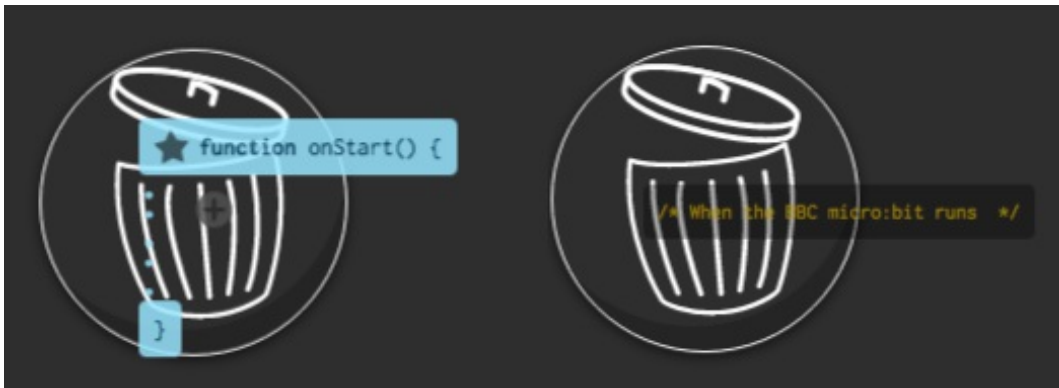 function onStart() {
}
/* When the BBC micro:bit runs */